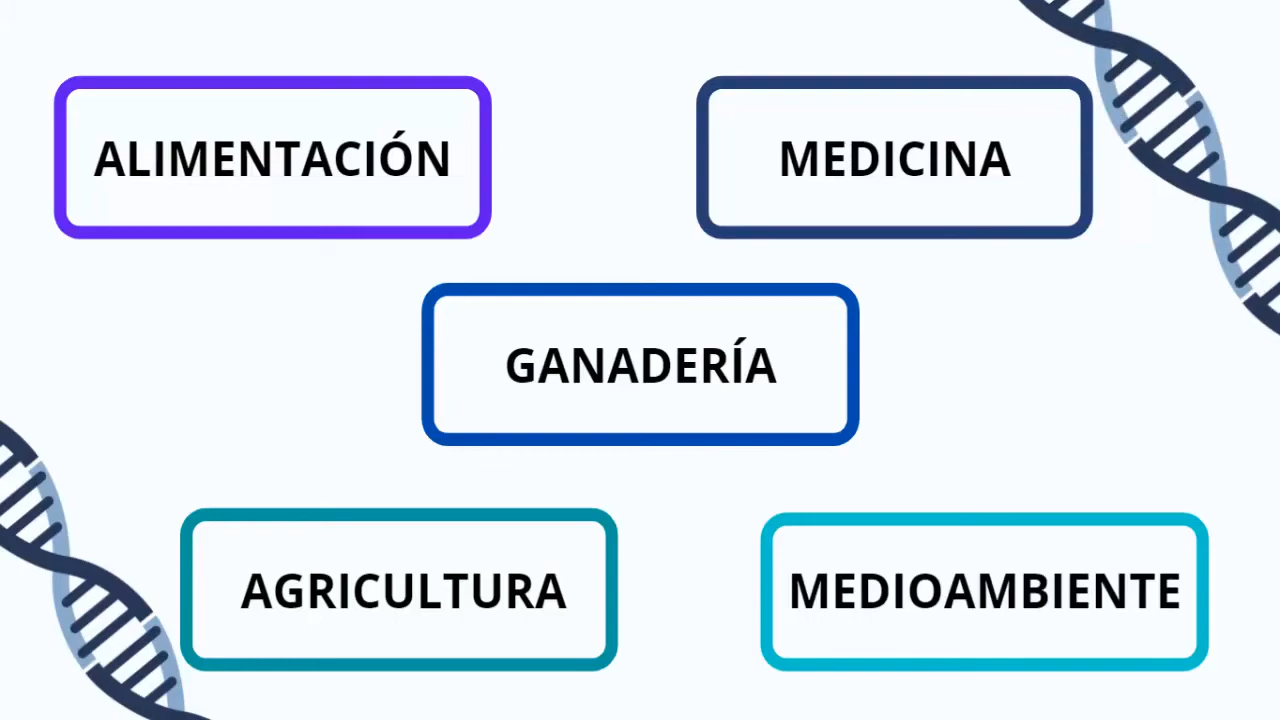 ALIMENTACIÓN
MEDICINA
GANADERÍA
AGRICULTURA
MEDIOAMBIENTE